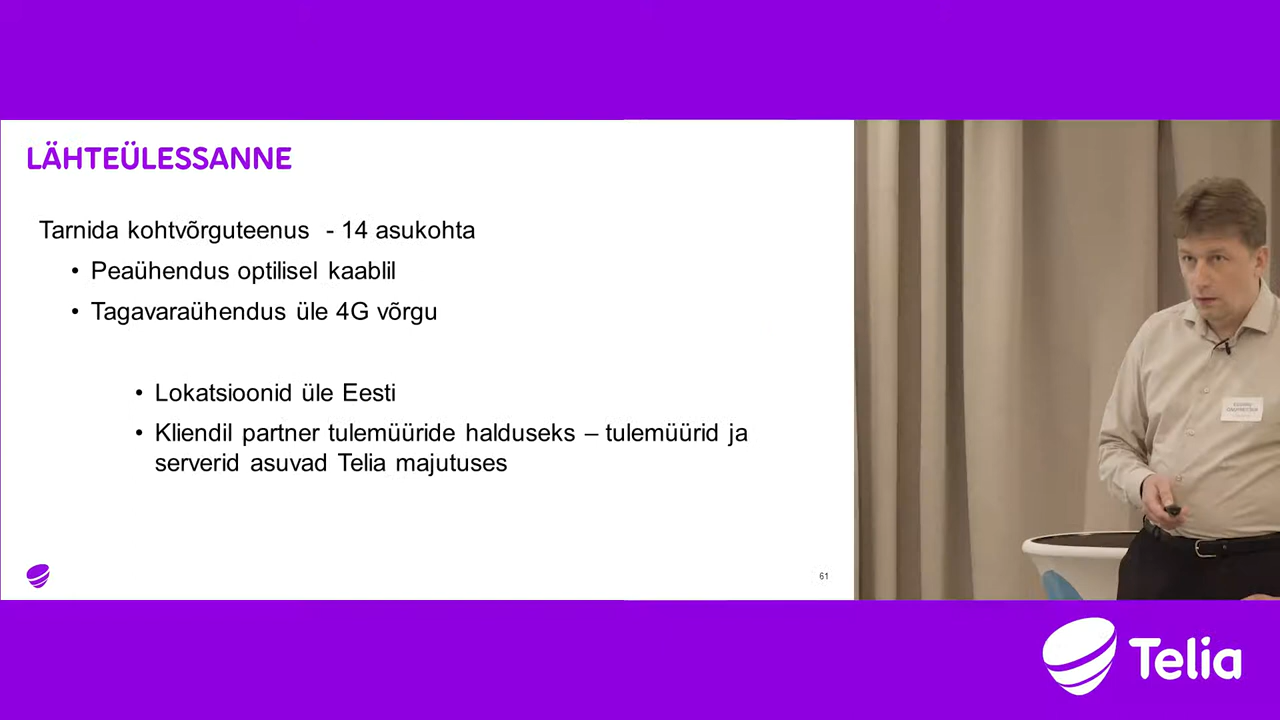 LÄHTEÜLESSANNE
Tarnida kohtvõrguteenus - 14 asukohta
• Peaühendus optilisel kaablil
• Tagavaraühendus üle 4G võrgu
• Lokatsioonid üle Eesti
• Kliendil partner tulemüüride halduseks – tulemüürid ja
serverid asuvad Telia majutuses
61
Telia